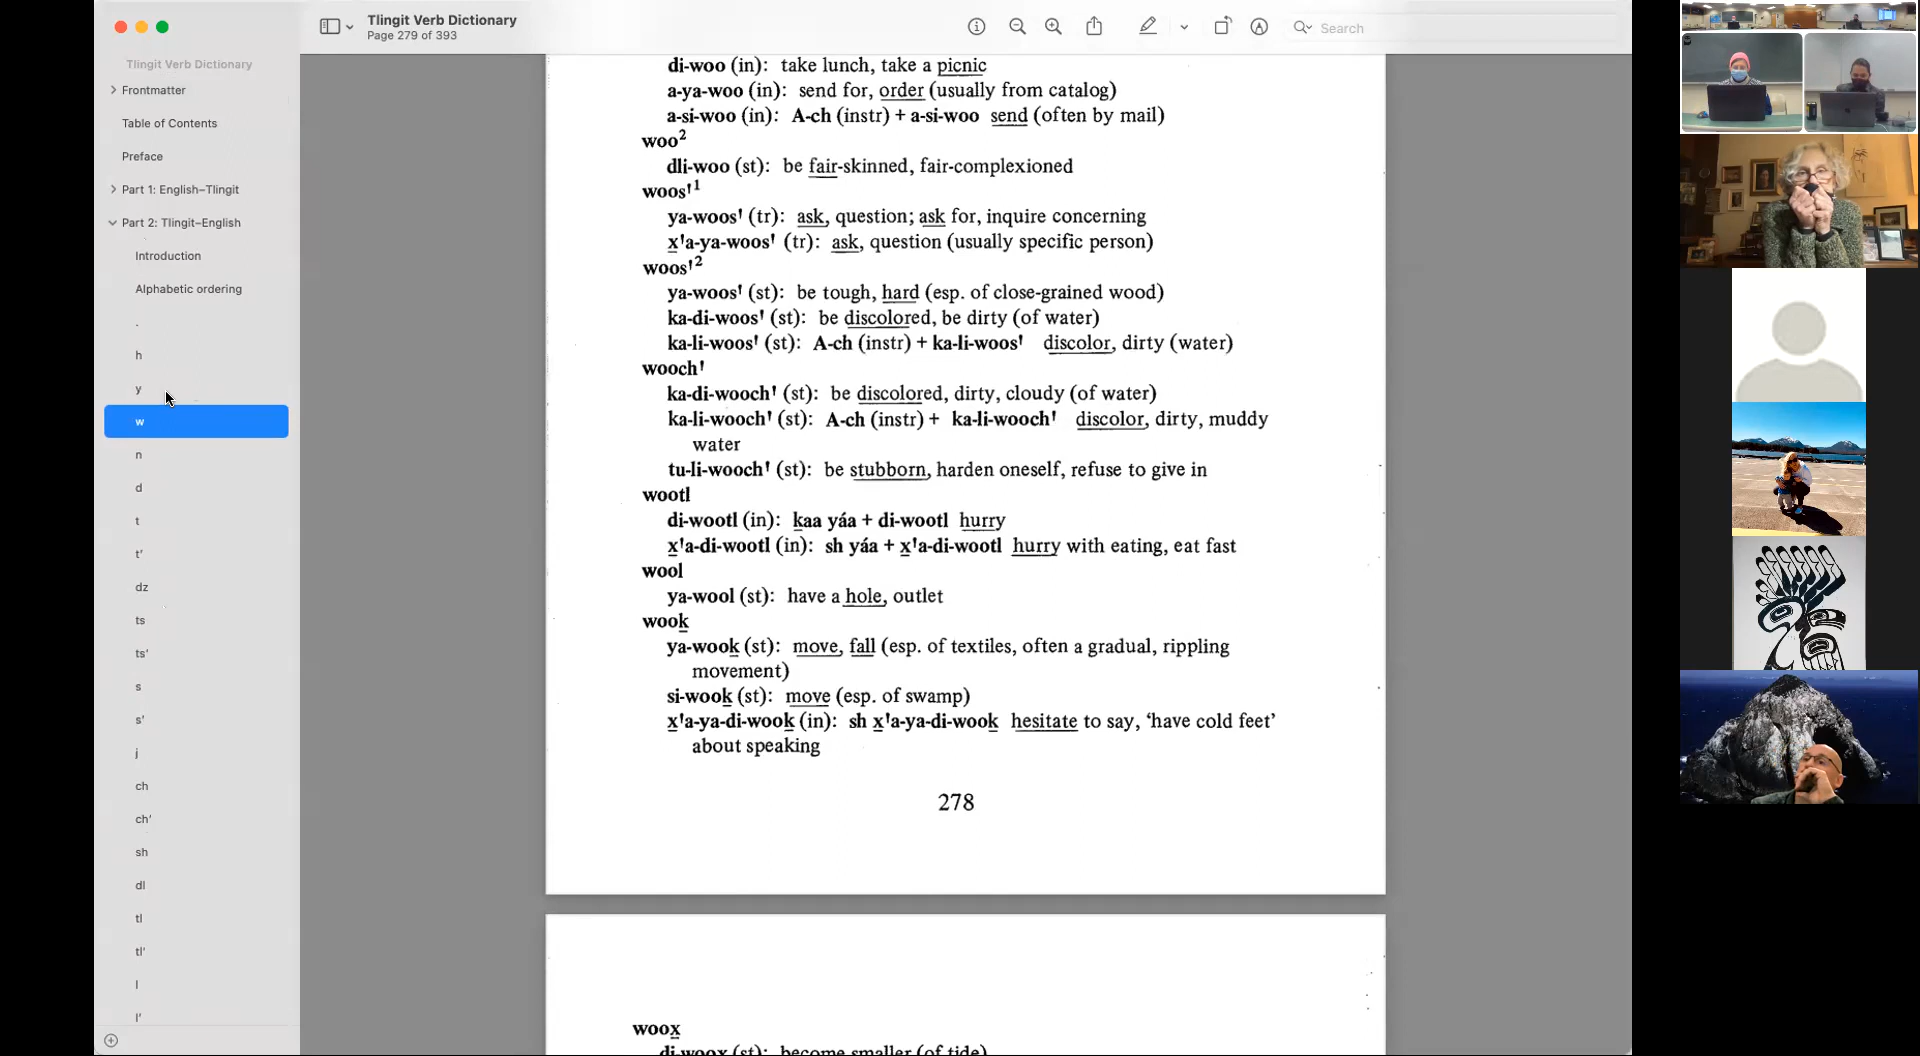 Tlingit Verb Dictionary
Page 279 of 393
Search
Tlingit Verb Dictionary
Frontmatter
Table of Contents
Preface
Part 1: English–Tlingit
Part 2: Tlingit–English
Introduction
Alphabetic ordering
.
h
y
w
n
d
t
t'
dz
ts
ts'
s
s'
j
ch
ch'
sh
dl
tl
tl'
l
l'
di-woo (in): take lunch, take a picnic
a-ya-woo (in): send for, order (usually from catalog)
a-si-woo (in): A-ch (instr) + a-si-woo send (often by mail)
woo²
dli-woo (st): be fair-skinned, fair-complexioned
woos'¹
ya-woos' (tr): ask, question; ask for, inquire concerning
x̲'a-ya-woos' (tr): ask, question (usually specific person)
woos'²
ya-woos' (st): be tough, hard (esp. of close-grained wood)
ka-di-woos' (st): be discolored, be dirty (of water)
ka-li-woos' (st): A-ch (instr) + ka-li-woos' discolor, dirty (water)
wooch'
ka-di-wooch' (st): be discolored, dirty, cloudy (of water)
ka-li-wooch' (st): A-ch (instr) + ka-li-wooch' discolor, dirty, muddy
water
tu-li-wooch' (st): be stubborn, harden oneself, refuse to give in
wootl
di-wootl (in): k̲aa yáa + di-wootl hurry
x̲'a-di-wootl (in): sh yáa + x̲'a-di-wootl hurry with eating, eat fast
wool
ya-wool (st): have a hole, outlet
wook̲
ya-wook̲ (st): move, fall (esp. of textiles, often a gradual, rippling
movement)
si-wook̲ (st): move (esp. of swamp)
x̲'a-ya-di-wook̲ (in): sh x̲'a-ya-di-wook̲ hesitate to say, ‘have cold feet’
about speaking
278
woox̲
di-woox̲ (st): become smaller (of tide)